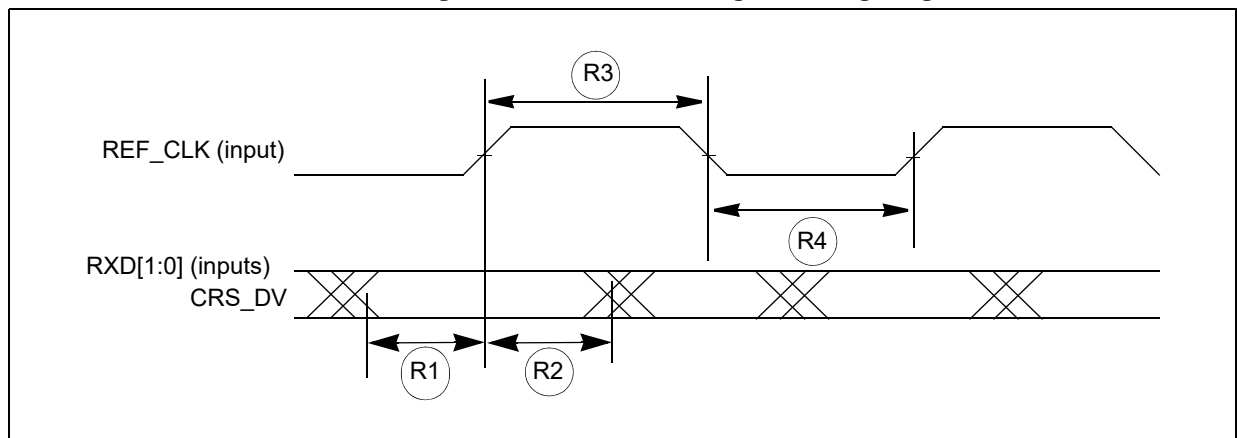 R3
REF_CLK (input)
R4
RXD[1:0] (inputs)
CRS_DV
R1 R2